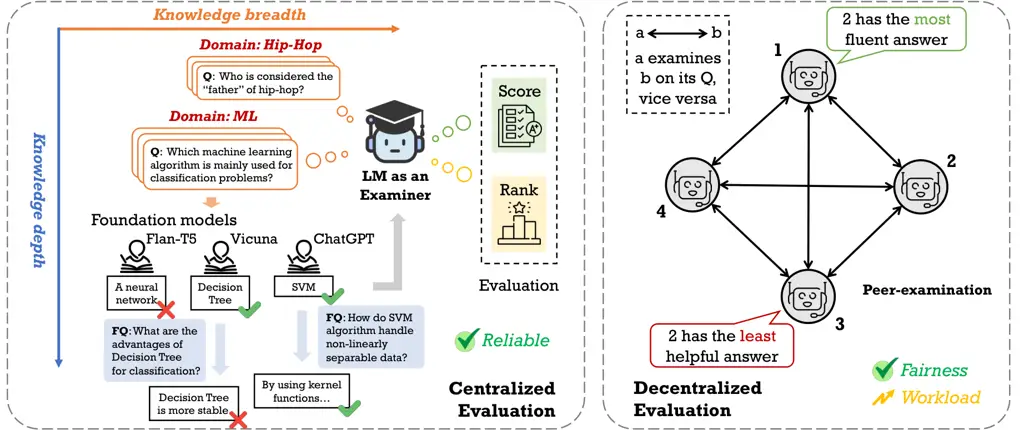 Knowledge breadth
Knowledge depth
Domain: Hip-Hop
Q: Who is considered the
"father" of hip-hop?
Domain: ML
Q: Which machine learning
algorithm is mainly used for
classification problems?
LM as an
Examiner
Score
A+
Rank
Evaluation
Foundation models
Flan-T5
Vicuna
ChatGPT
A neural
network
Decision
Tree
SVM
FQ: What are the
advantages of
Decision Tree
for classification?
FQ: How do SVM
algorithm handle
non-linearly
separable data?
Decision Tree
is more stable.
By using kernel
functions...
Reliable
Centralized
Evaluation
a
b
a examines
b on its Q,
vice versa
2 has the most
fluent answer
1
2
4
3
Peer-examination
2 has the least
helpful answer
Decentralized
Evaluation
Fairness
Workload